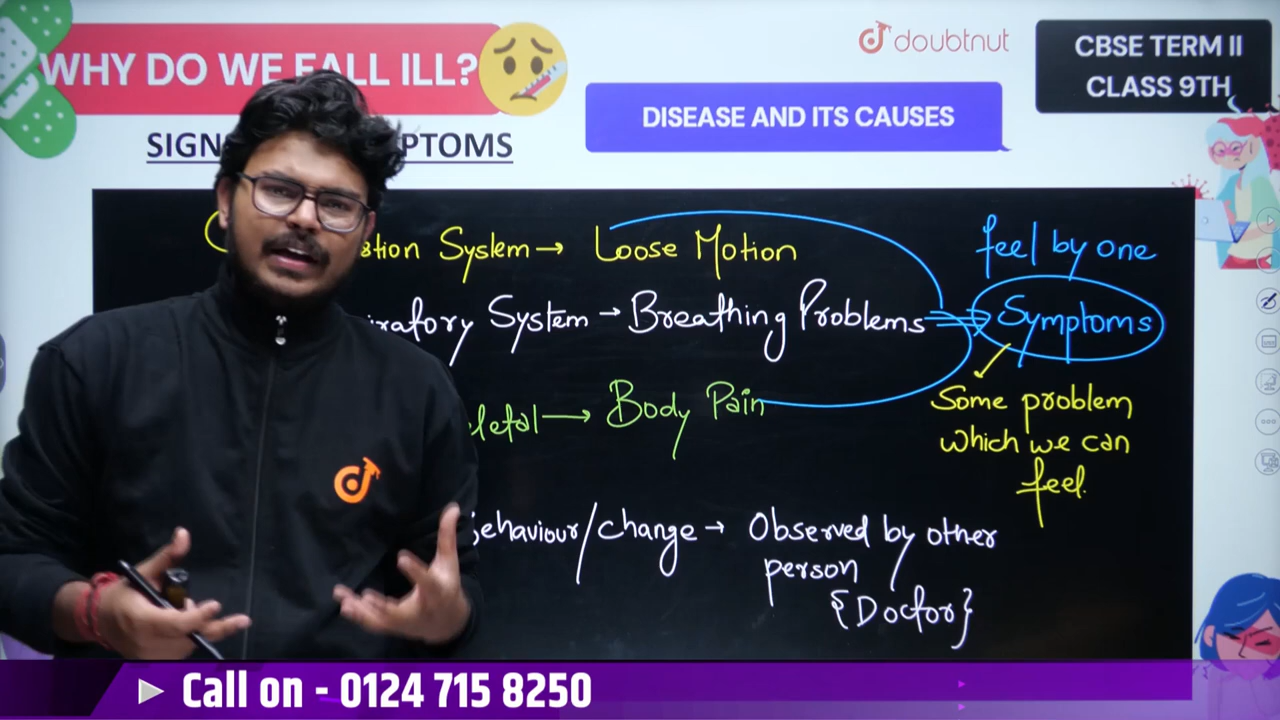 WHY DO WE FALL ILL?
doubtnut
CBSE TERM II
CLASS 9TH
DISEASE AND ITS CAUSES
SIGN PTOMS
stion System → Loose Motion
feel by one
iratory System → Breathing Problems
Symptoms
letal → Body Pain
Some problem
which we can
feel.
Behaviour/change → Observed by other
person
{Doctor}
Call on - 0124 715 8250